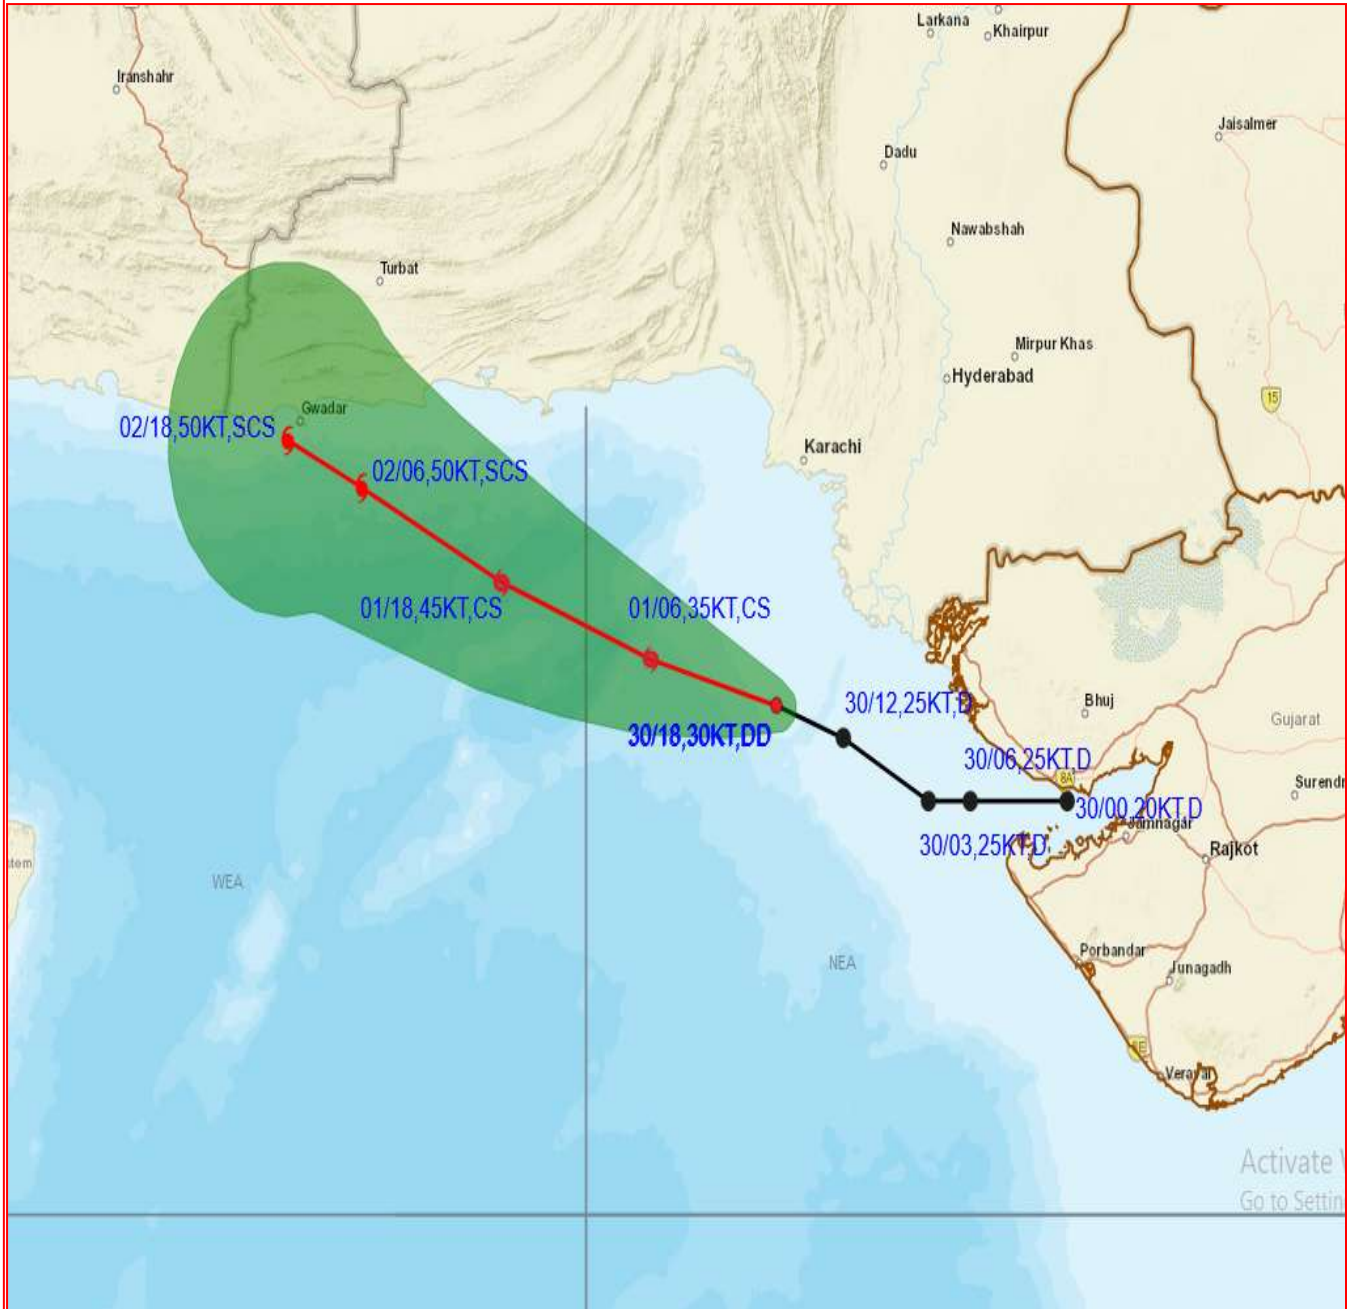 Larkana
Khairpur
Iranshahr
Jaisalmer
Dadu
Nawabshah
Turbat
Mirpur Khas
Hyderabad
15
Gwadar
02/18,50KT,SCS
Karachi
02/06,50KT,SCS
01/18,45KT,CS
01/06,35KT,CS
Bhuj
30/12,25KT,D
Gujarat
30/18,30KT,DD
30/06,25KT,D
8A
Surendr
30/00,20KT,D
Jamnagar
30/03,25KT,D
Rajkot
tem
WEA
Porbandar
NEA
Junagadh
8E
Veraval
Activate W
Go to Settin